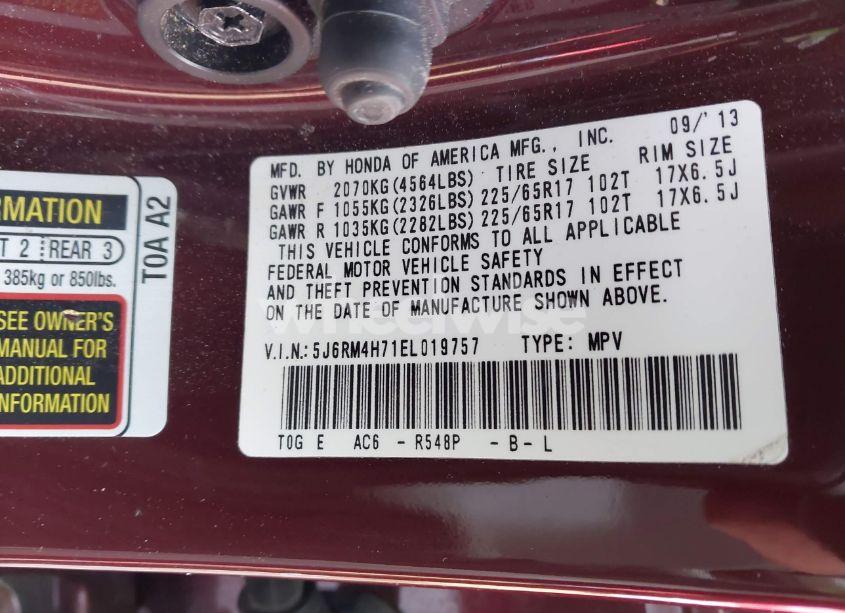 MFD. BY HONDA OF AMERICA MFG., INC. 09/'13
GVWR 2070KG(4564LBS) TIRE SIZE RIM SIZE
GAWR F 1055KG(2326LBS) 225/65R17 102T 17X6.5J
GAWR R 1035KG(2282LBS) 225/65R17 102T 17X6.5J
THIS VEHICLE CONFORMS TO ALL APPLICABLE
FEDERAL MOTOR VEHICLE SAFETY
AND THEFT PREVENTION STANDARDS IN EFFECT
ON THE DATE OF MANUFACTURE SHOWN ABOVE.
V.I.N.: 5J6RM4H71EL019757 TYPE: MPV
T0G E AC6 - R548P - B- L
RMATION
T 2 REAR 3
385kg or 850lbs.
SEE OWNER'S
MANUAL FOR
ADDITIONAL
INFORMATION
T0A A2
wheelwise